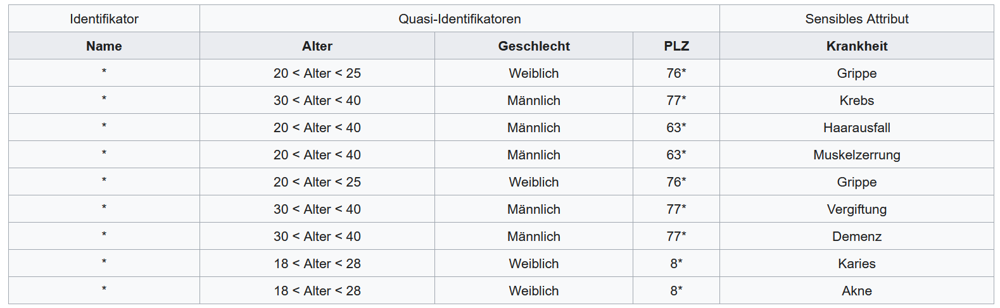 Identifikator Quasi-Identifikatoren Sensibles Attribut
Name Alter Geschlecht PLZ Krankheit
* 20 < Alter < 25 Weiblich 76* Grippe
* 30 < Alter < 40 Männlich 77* Krebs
* 20 < Alter < 40 Männlich 63* Haarausfall
* 20 < Alter < 40 Männlich 63* Muskelzerrung
* 20 < Alter < 25 Weiblich 76* Grippe
* 30 < Alter < 40 Männlich 77* Vergiftung
* 30 < Alter < 40 Männlich 77* Demenz
* 18 < Alter < 28 Weiblich 8* Karies
* 18 < Alter < 28 Weiblich 8* Akne